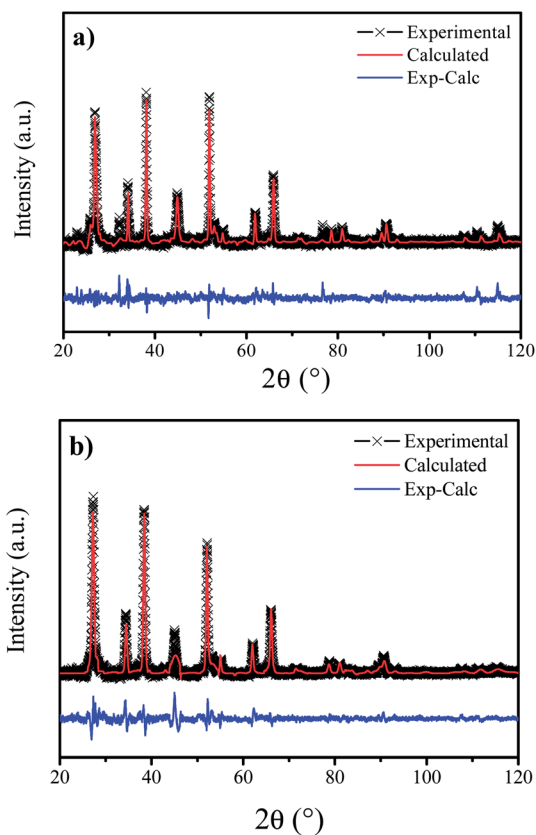 a)
Experimental
Calculated
Exp-Calc
Intensity (a.u.)
20 40 60 80 100 120
2θ (°)
b)
Experimental
Calculated
Exp-Calc
Intensity (a.u.)
20 40 60 80 100 120
2θ (°)